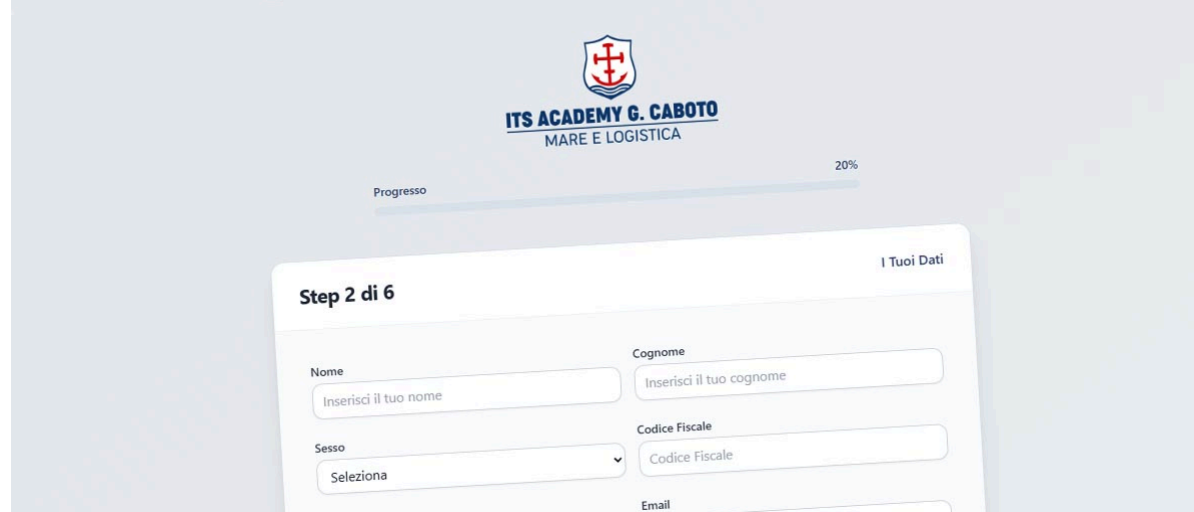 ITS ACADEMY G. CABOTO
MARE E LOGISTICA
Progresso
20%
Step 2 di 6
I Tuoi Dati
Nome
Cognome
Inserisci il tuo nome
Inserisci il tuo cognome
Sesso
Codice Fiscale
Seleziona
Codice Fiscale
Email